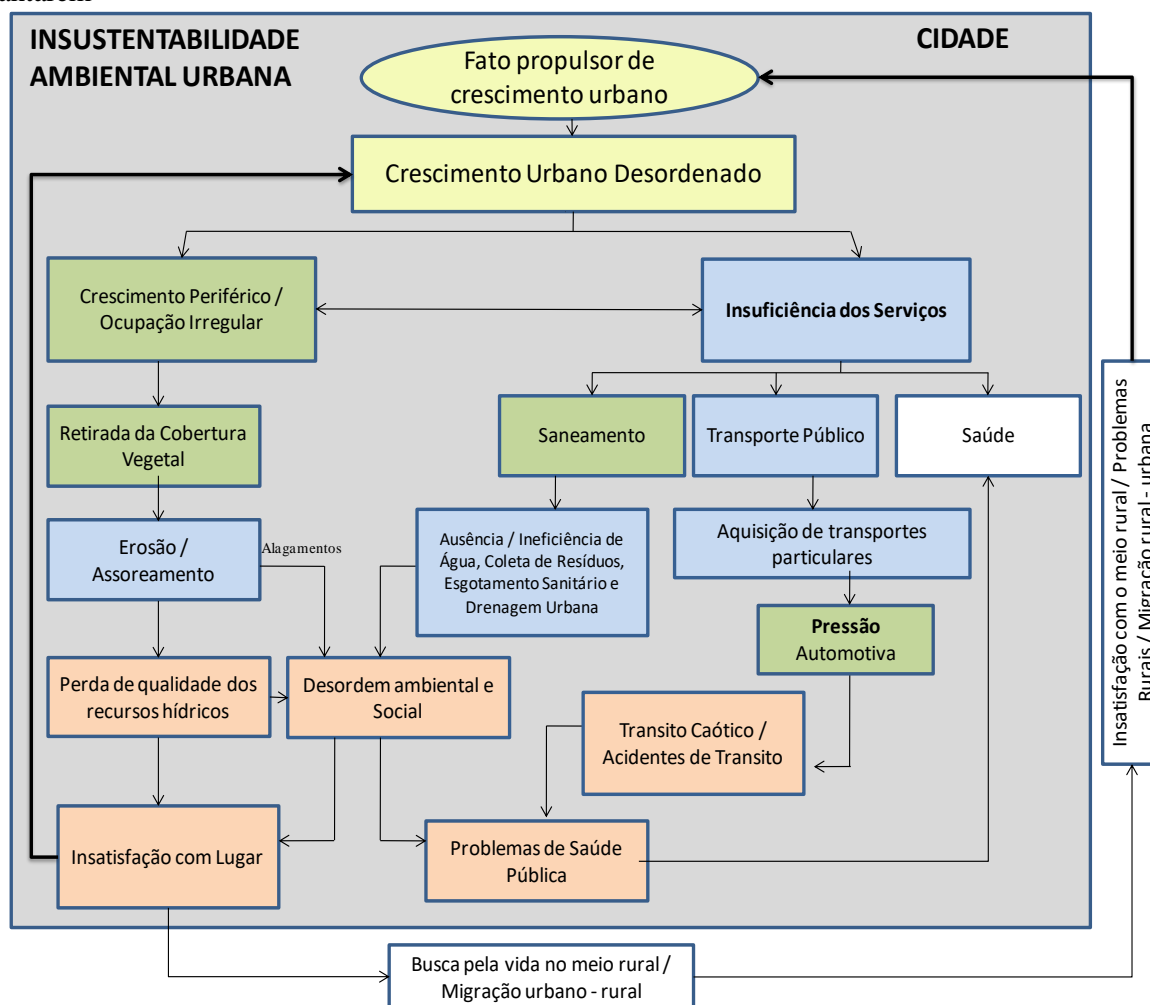 INSUSTENTABILIDADE
AMBIENTAL URBANA
CIDADE
Fato propulsor de
crescimento urbano
Crescimento Urbano Desordenado
Crescimento Periférico /
Ocupação Irregular
Insuficiência dos Serviços
Retirada da Cobertura
Vegetal
Saneamento
Transporte Público
Saúde
Erosão /
Assoreamento
Alagamentos
Ausência / Ineficiência de
Água, Coleta de Resíduos,
Esgotamento Sanitário e
Drenagem Urbana
Aquisição de transportes
particulares
Pressão
Automotiva
Perda de qualidade dos
recursos hídricos
Desordem ambiental e
Social
Transito Caótico /
Acidentes de Transito
Insatisfação com Lugar
Problemas de Saúde
Pública
Busca pela vida no meio rural /
Migração urbano - rural
Insatisfação com o meio rural / Problemas
Rurais / Migração rural - urbana